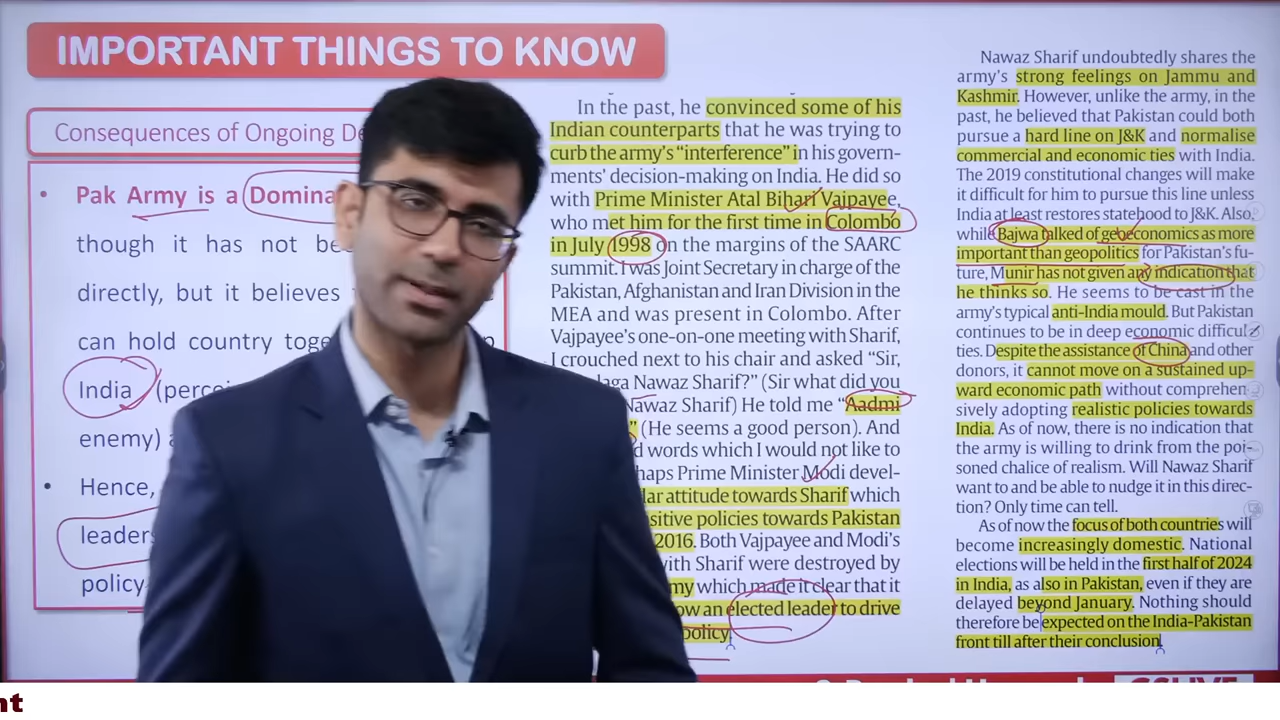 IMPORTANT THINGS TO KNOW
Consequences of Ongoing De
• Pak Army is a Domina
though it has not be
directly, but it believes
can hold country toge
India (perce
enemy) a
• Hence,
leaders
policy
In the past, he convinced some of his
Indian counterparts that he was trying to
curb the army's “interference” in his govern-
ments' decision-making on India. He did so
with Prime Minister Atal Bihari Vajpayee,
who met him for the first time in Colombo
in July 1998 on the margins of the SAARC
summit. I was Joint Secretary in charge of the
Pakistan, Afghanistan and Iran Division in the
MEA and was present in Colombo. After
Vajpayee's one-on-one meeting with Sharif,
I crouched next to his chair and asked “Sir,
laga Nawaz Sharif?” (Sir what did you
Nawaz Sharif) He told me “Aadmi
” (He seems a good person). And
d words which I would not like to
haps Prime Minister Modi devel-
lar attitude towards Sharif which
sitive policies towards Pakistan
2016. Both Vajpayee and Modi's
with Sharif were destroyed by
my which made it clear that it
ow an elected leader to drive
policy.
Nawaz Sharif undoubtedly shares the
army's strong feelings on Jammu and
Kashmir. However, unlike the army, in the
past, he believed that Pakistan could both
pursue a hard line on J&K and normalise
commercial and economic ties with India.
The 2019 constitutional changes will make
it difficult for him to pursue this line unless
India at least restores statehood to J&K. Also,
while Bajwa talked of geoeconomics as more
important than geopolitics for Pakistan's fu-
ture, Munir has not given any indication that
he thinks so. He seems to be cast in the
army's typical anti-India mould. But Pakistan
continues to be in deep economic difficul-
ties. Despite the assistance of China and other
donors, it cannot move on a sustained up-
ward economic path without comprehen-
sively adopting realistic policies towards
India. As of now, there is no indication that
the army is willing to drink from the poi-
soned chalice of realism. Will Nawaz Sharif
want to and be able to nudge it in this direc-
tion? Only time can tell.
As of now the focus of both countries will
become increasingly domestic. National
elections will be held in the first half of 2024
in India, as also in Pakistan, even if they are
delayed beyond January. Nothing should
therefore be expected on the India-Pakistan
front till after their conclusion.
nt